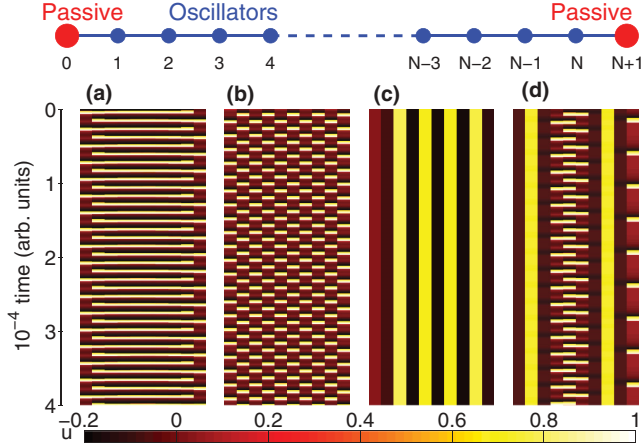 Passive Oscillators Passive
0 1 2 3 4 N−3 N−2 N−1 N N+1
(a) (b) (c) (d)
0
1
2
3
4
10⁻⁴ time (arb. units)
−0.2 0 0.2 0.4 0.6 0.8 1
u